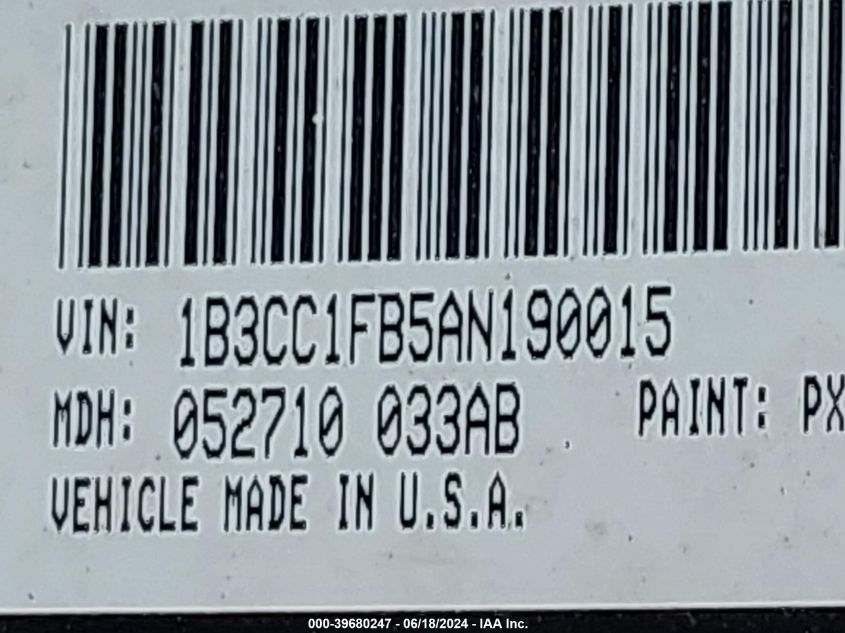 VIN: 1B3CC1FB5AN190015
MDH: 052710 033AB PAINT: PX
VEHICLE MADE IN U.S.A.
000-39680247 - 06/18/2024 - IAA Inc.